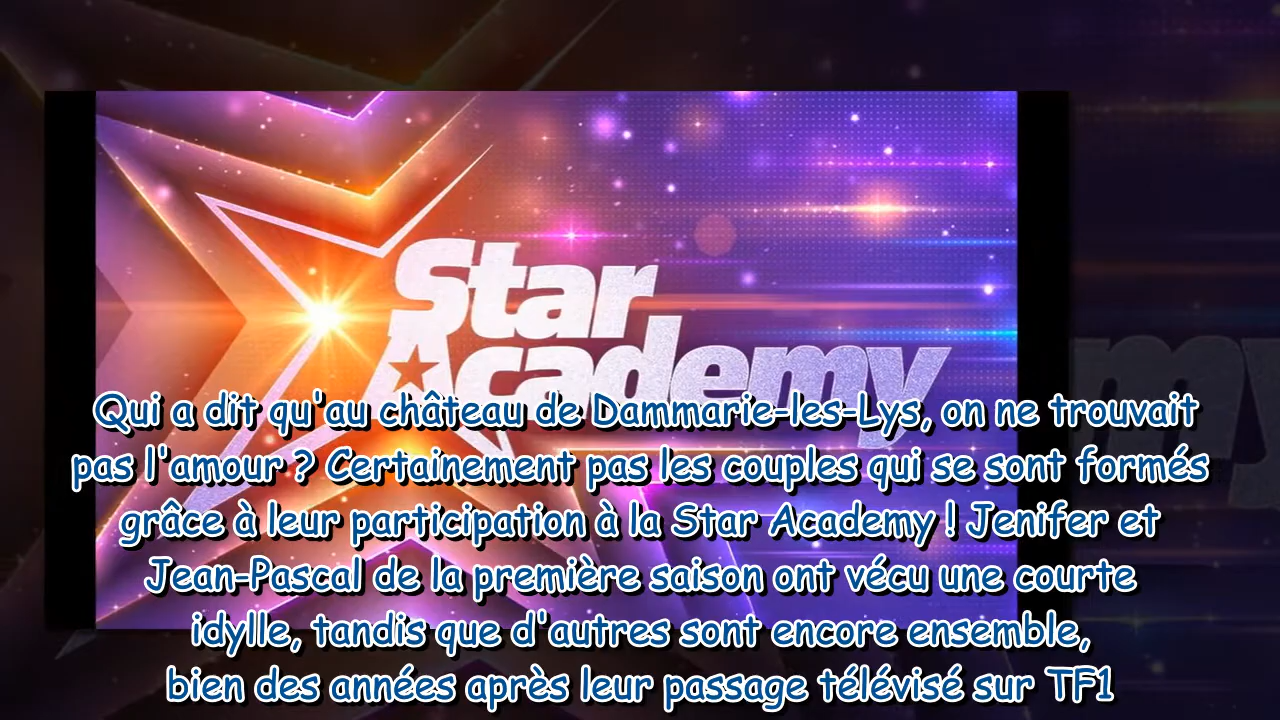 Star
Academy
Qui a dit qu'au château de Dammarie-les-Lys, on ne trouvait
pas l'amour ? Certainement pas les couples qui se sont formés
grâce à leur participation à la Star Academy ! Jenifer et
Jean-Pascal de la première saison ont vécu une courte
idylle, tandis que d'autres sont encore ensemble,
bien des années après leur passage télévisé sur TF1